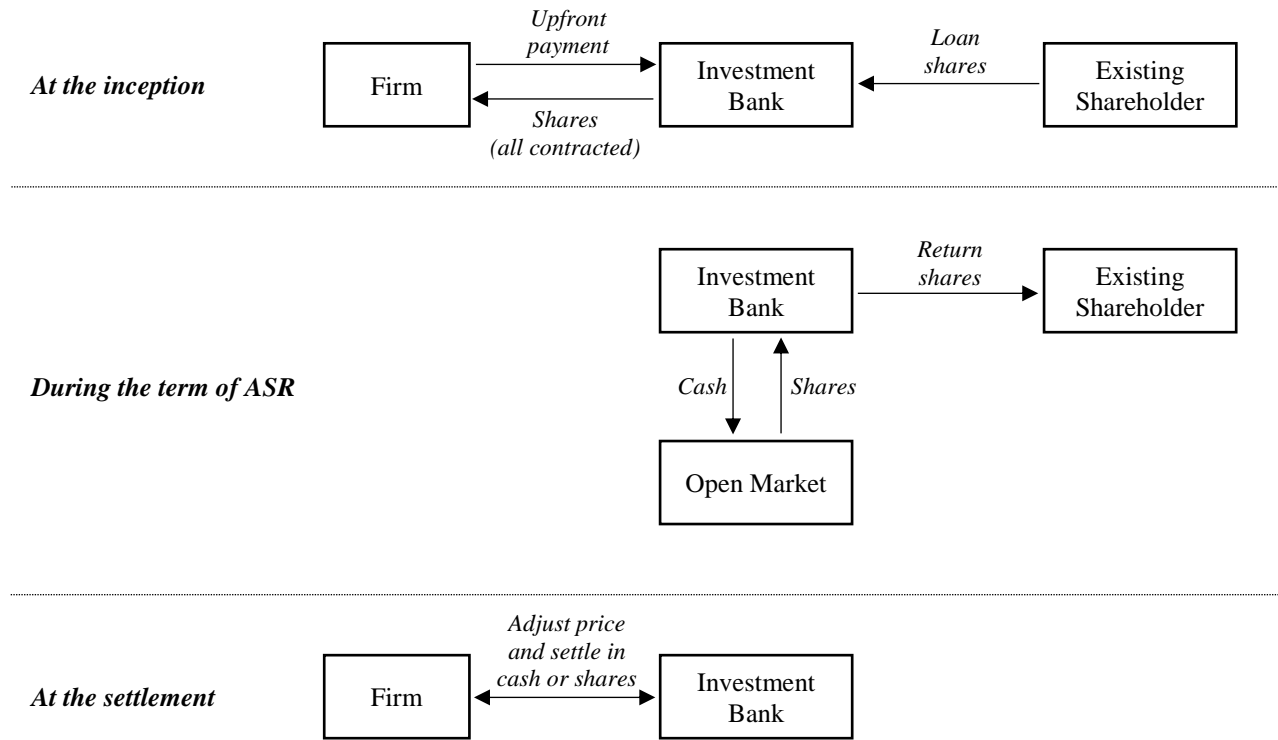 Upfront
payment
Loan
shares
At the inception
Firm
Investment
Bank
Existing
Shareholder
Shares
(all contracted)
Return
shares
Investment
Bank
Existing
Shareholder
During the term of ASR
Cash
Shares
Open Market
Adjust price
and settle in
cash or shares
At the settlement
Firm
Investment
Bank